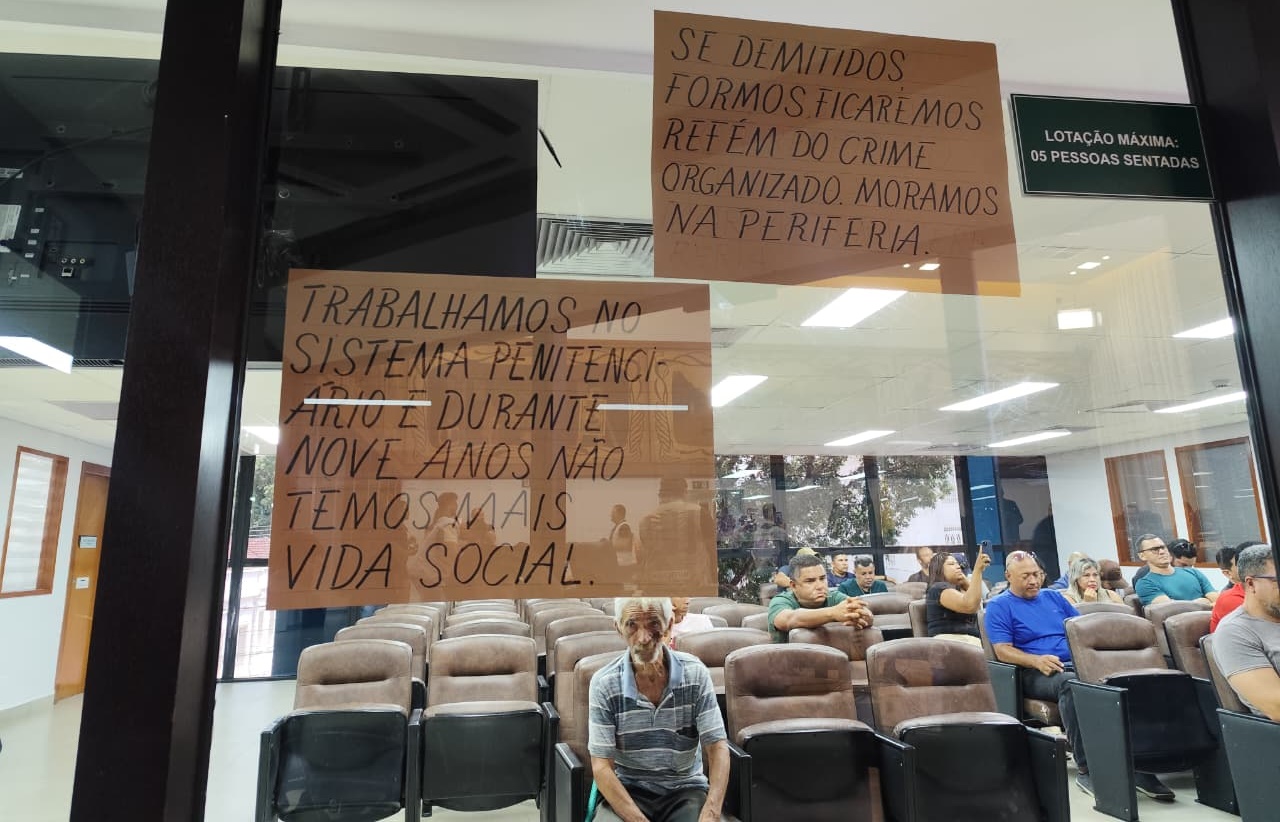 SE DEMITIDOS,
FORMOS, FICAREMOS
REFÉM DO CRIME
ORGANIZADO. MORAMOS
NA PERIFERIA.
LOTAÇÃO MÁXIMA:
05 PESSOAS SENTADAS
TRABALHAMOS NO
SISTEMA PENITENCI-
ÁRIO E DURANTE
NOVE ANOS NÃO
TEMOS MAIS
VIDA SOCIAL.